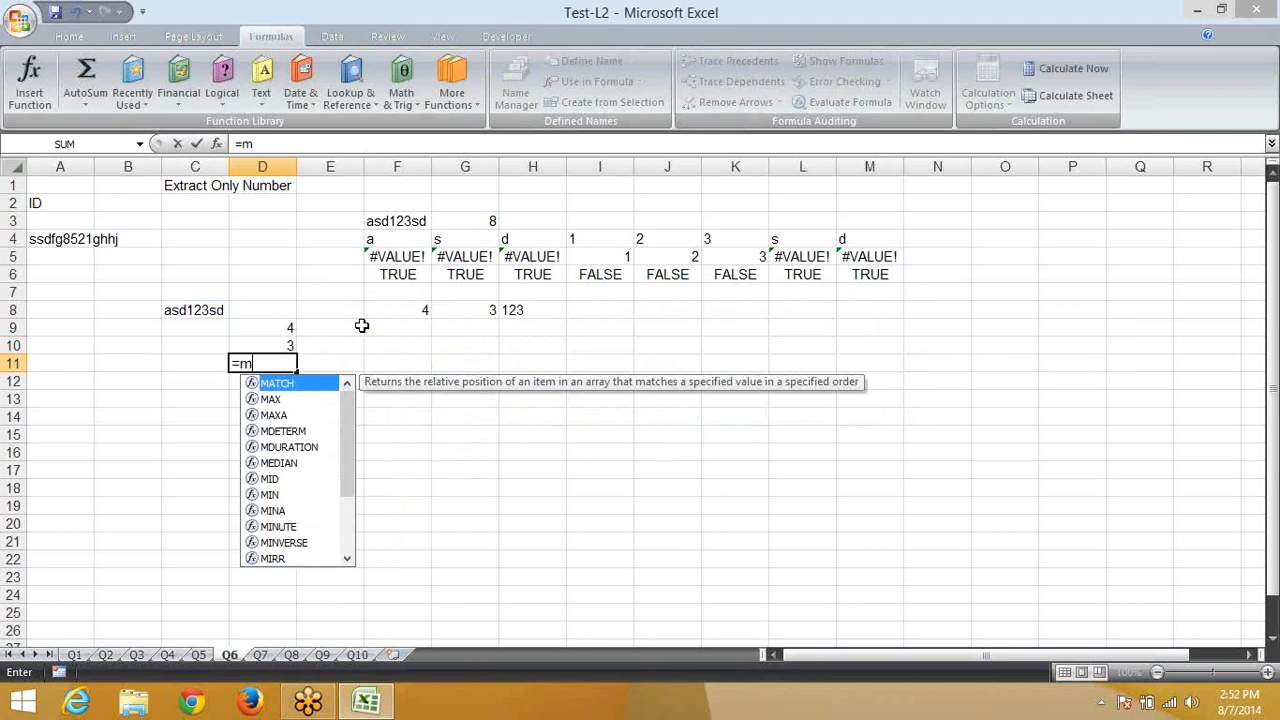 Test-L2 - Microsoft Excel
Home Insert Page Layout Formulas Data Review View Developer
fx Σ ? A θ
Insert Function
AutoSum
Recently Used
Financial
Logical
Text
Date & Time
Lookup & Reference
Math & Trig
More Functions
Function Library
Name Manager
Define Name
Use in Formula
Create from Selection
Defined Names
Trace Precedents
Trace Dependents
Remove Arrows
Show Formulas
Error Checking
Evaluate Formula
Watch Window
Formula Auditing
Calculation Options
Calculate Now
Calculate Sheet
Calculation
SUM fx =m
A B C D E F G H I J K L M N O P Q R
1 Extract Only Number
2 ID
3 asd123sd 8
4 ssdfg8521ghhj a s d 1 2 3 s d
5 #VALUE! #VALUE! #VALUE! 1 2 3 #VALUE! #VALUE!
6 TRUE TRUE TRUE FALSE FALSE FALSE TRUE TRUE
7
8 asd123sd 4 3 123
9 4
10 3
11 =m
12 MATCH Returns the relative position of an item in an array that matches a specified value in a specified order
13 MAX
14 MAXA
15 MDETERM
16 MDURATION
17 MEDIAN
18 MID
19 MIN
20 MINA
21 MINUTE
22 MINVERSE
MIRR
23
24
25
26
27
Q1 Q2 Q3 Q4 Q5 Q6 Q7 Q8 Q9 Q10
Enter 100%
2:52 PM
8/7/2014